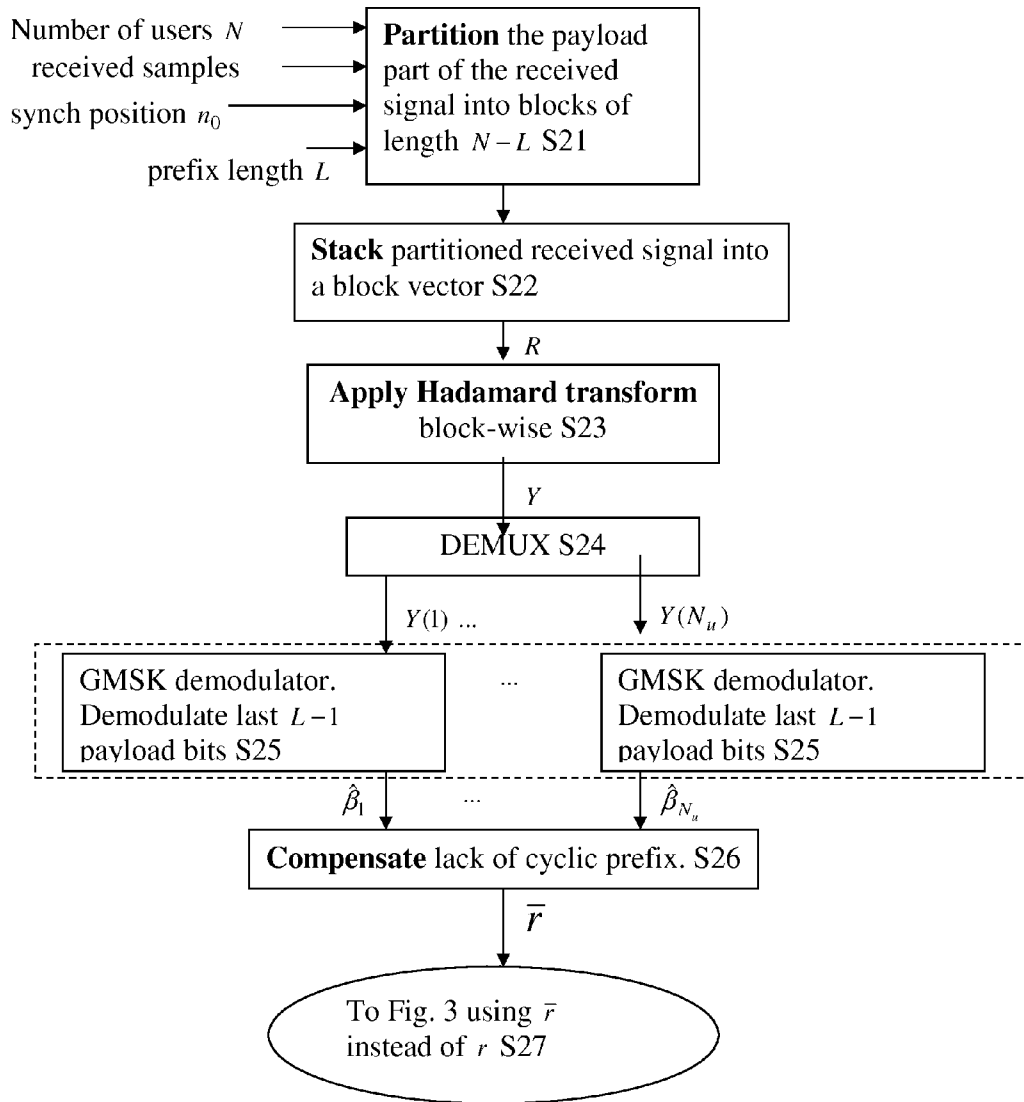 Number of users N
received samples
synch position n₀
prefix length L
Partition the payload
part of the received
signal into blocks of
length N – L S21
Stack partitioned received signal into
a block vector S22
R
Apply Hadamard transform
block-wise S23
Y
DEMUX S24
Y(1) ...
Y(Nᵤ)
GMSK demodulator.
Demodulate last L – 1
payload bits S25
...
GMSK demodulator.
Demodulate last L – 1
payload bits S25
β̂₁
...
β̂_{N_u}
Compensate lack of cyclic prefix. S26
r̅
To Fig. 3 using r̅
instead of r S27